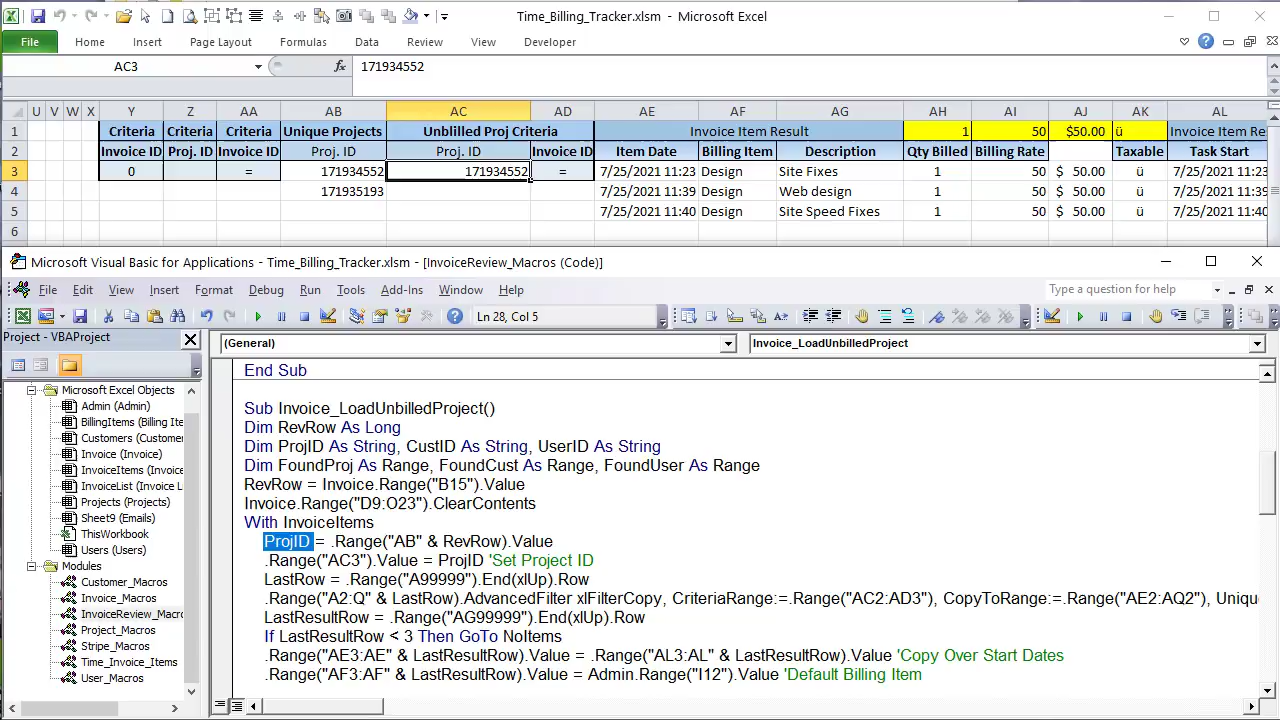 Time_Billing_Tracker.xlsm - Microsoft Excel
File Home Insert Page Layout Formulas Data Review View Developer
AC3 fx 171934552
U V W X Y Z AA AB AC AD AE AF AG AH AI AJ AK AL
1 Criteria Criteria Criteria Unique Projects Unblilled Proj Criteria Invoice Item Result 1 50 $50.00 ü Invoice Item Re
2 Invoice ID Proj. ID Invoice ID Proj. ID Proj. ID Invoice ID Item Date Billing Item Description Qty Billed Billing Rate Taxable Task Start
3 0 = 171934552 171934552 = 7/25/2021 11:23 Design Site Fixes 1 50 $ 50.00 ü 7/25/2021 11:23
4 171935193 7/25/2021 11:39 Design Web design 1 50 $ 50.00 ü 7/25/2021 11:39
5 7/25/2021 11:40 Design Site Speed Fixes 1 50 $ 50.00 ü 7/25/2021 11:40
6
Microsoft Visual Basic for Applications - Time_Billing_Tracker.xlsm - [InvoiceReview_Macros (Code)]
File Edit View Insert Format Debug Run Tools Add-Ins Window Help Type a question for help
Ln 28, Col 5
Project - VBAProject
(General) Invoice_LoadUnbilledProject
Microsoft Excel Objects
Admin (Admin)
BillingItems (Billing Ite
Customers (Custome
Invoice (Invoice)
InvoiceItems (Invoice
InvoiceList (Invoice L
Projects (Projects)
Sheet9 (Emails)
ThisWorkbook
Users (Users)
Modules
Customer_Macros
Invoice_Macros
InvoiceReview_Macro
Project_Macros
Stripe_Macros
Time_Invoice_Items
User_Macros
End Sub
Sub Invoice_LoadUnbilledProject()
Dim RevRow As Long
Dim ProjID As String, CustID As String, UserID As String
Dim FoundProj As Range, FoundCust As Range, FoundUser As Range
RevRow = Invoice.Range("B15").Value
Invoice.Range("D9:O23").ClearContents
With InvoiceItems
ProjID = .Range("AB" & RevRow).Value
.Range("AC3").Value = ProjID 'Set Project ID
LastRow = .Range("A99999").End(xlUp).Row
.Range("A2:Q" & LastRow).AdvancedFilter xlFilterCopy, CriteriaRange:=.Range("AC2:AD3"), CopyToRange:=.Range("AE2:AQ2"), Unique
LastResultRow = .Range("AG99999").End(xlUp).Row
If LastResultRow < 3 Then GoTo NoItems
.Range("AE3:AE" & LastResultRow).Value = .Range("AL3:AL" & LastResultRow).Value 'Copy Over Start Dates
.Range("AF3:AF" & LastResultRow).Value = Admin.Range("I12").Value 'Default Billing Item